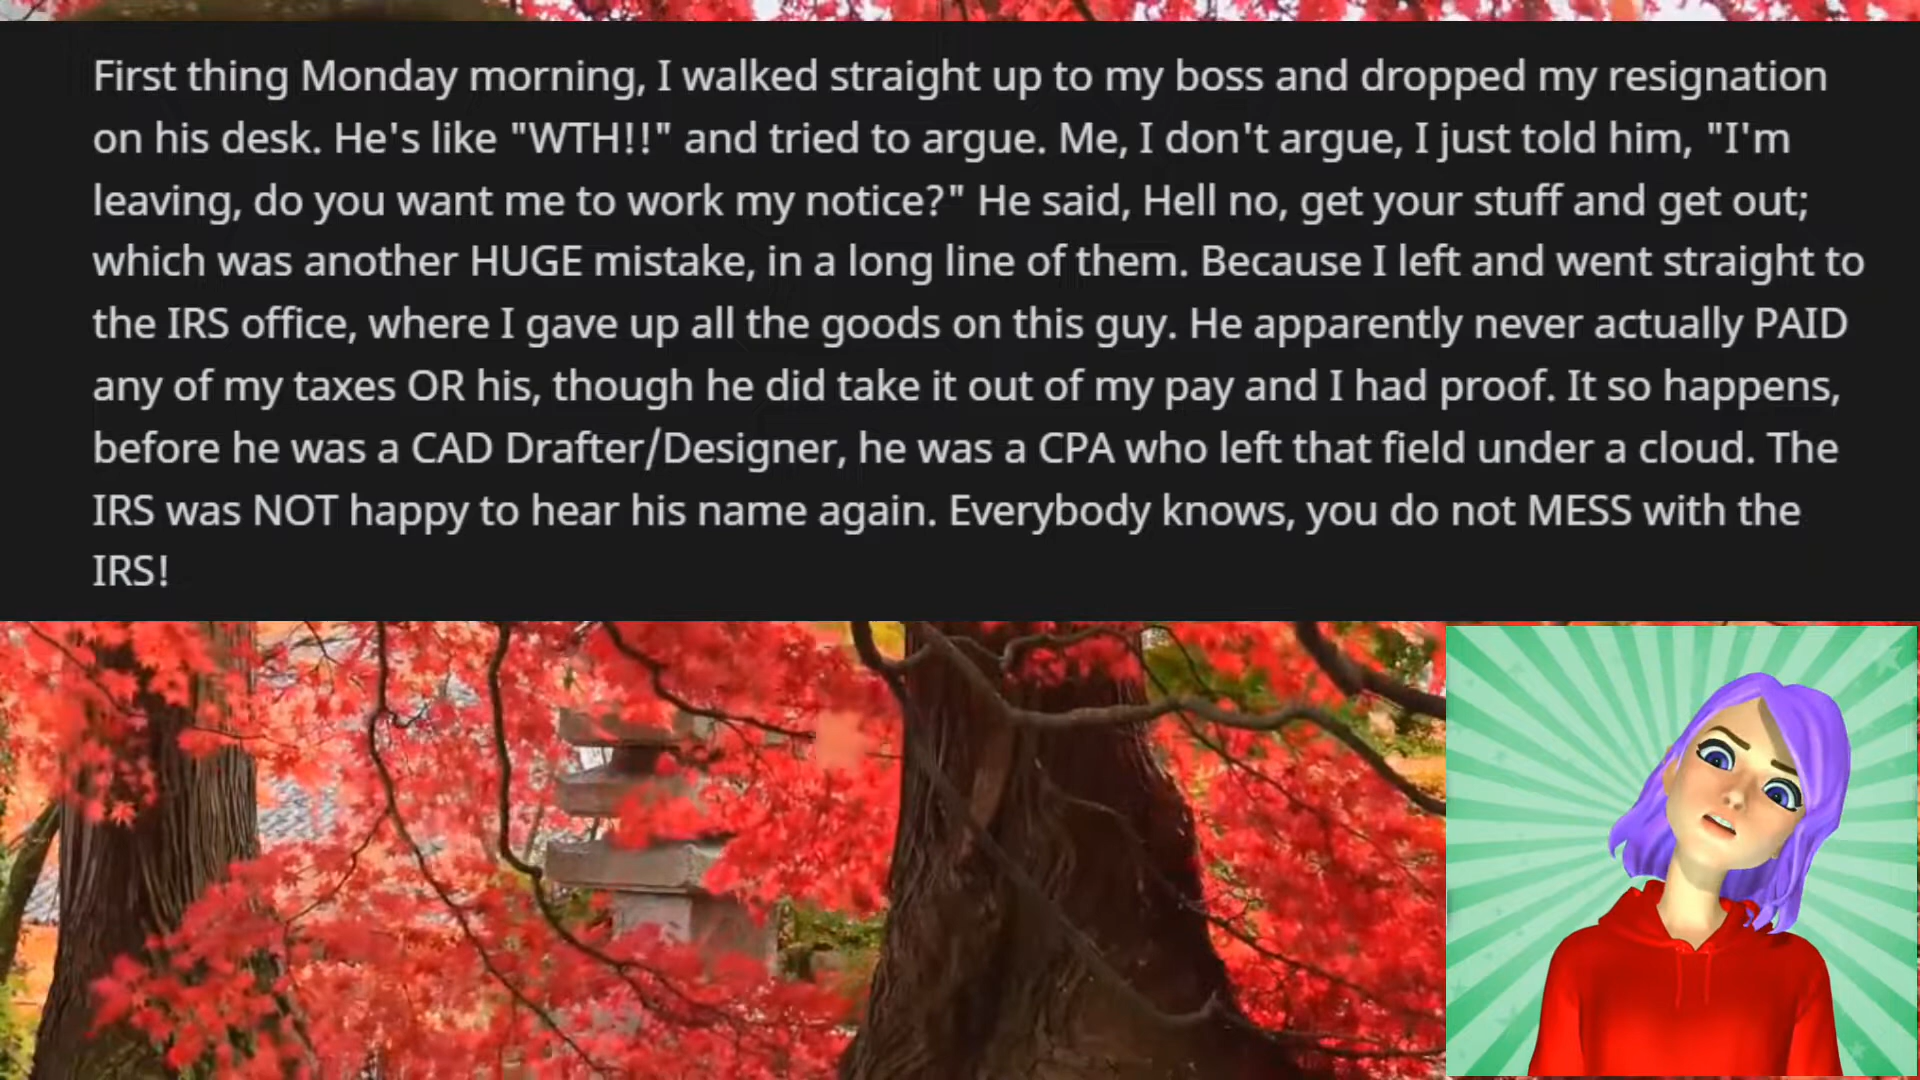 First thing Monday morning, I walked straight up to my boss and dropped my resignation
on his desk. He's like "WTH!!" and tried to argue. Me, I don't argue, I just told him, "I'm
leaving, do you want me to work my notice?" He said, Hell no, get your stuff and get out;
which was another HUGE mistake, in a long line of them. Because I left and went straight to
the IRS office, where I gave up all the goods on this guy. He apparently never actually PAID
any of my taxes OR his, though he did take it out of my pay and I had proof. It so happens,
before he was a CAD Drafter/Designer, he was a CPA who left that field under a cloud. The
IRS was NOT happy to hear his name again. Everybody knows, you do not MESS with the
IRS!